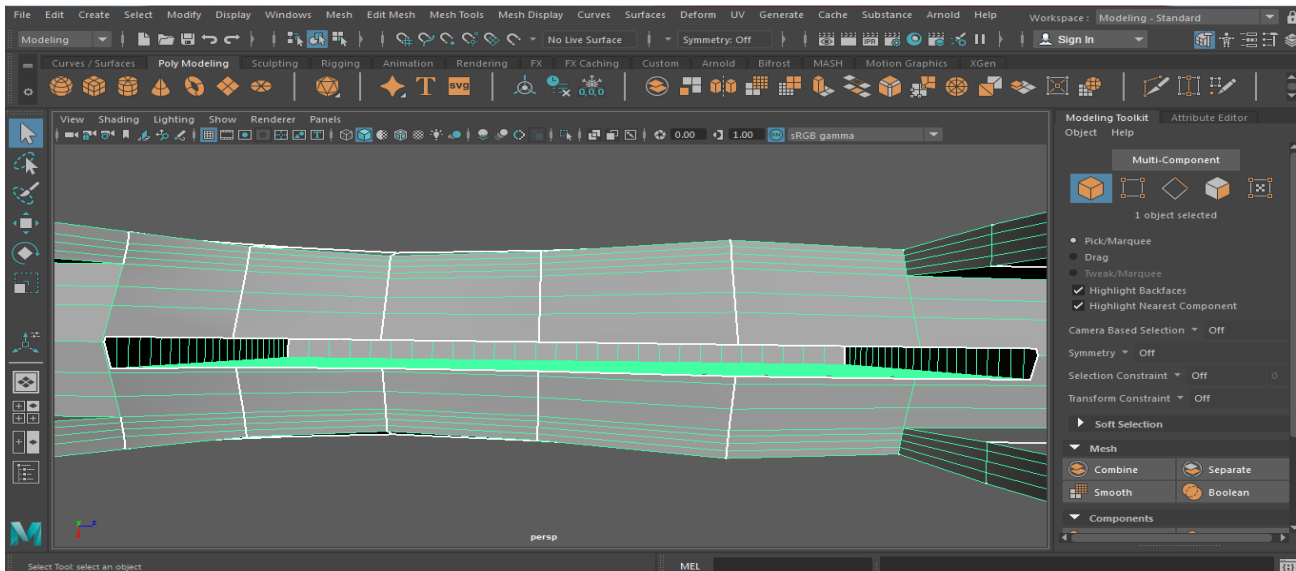 File Edit Create Select Modify Display Windows Mesh Edit Mesh Mesh Tools Mesh Display Curves Surfaces Deform UV Generate Cache Substance Arnold Help Workspace : Modeling - Standard
Modeling No Live Surface Symmetry: Off Sign In
Curves / Surfaces Poly Modeling Sculpting Rigging Animation Rendering FX FX Caching Custom Arnold Bifrost MASH Motion Graphics XGen
T SVG 0,0,0
View Shading Lighting Show Renderer Panels
0.00 1.00 sRGB gamma
Modeling Toolkit Attribute Editor
Object Help
Multi-Component
1 object selected
Pick/Marquee
Drag
Tweak/Marquee
Highlight Backfaces
Highlight Nearest Component
Camera Based Selection Off
Symmetry Off
Selection Constraint Off 0
Transform Constraint Off
Soft Selection
Mesh
Combine Separate
Smooth Boolean
Components
persp
Select Tool: select an object MEL